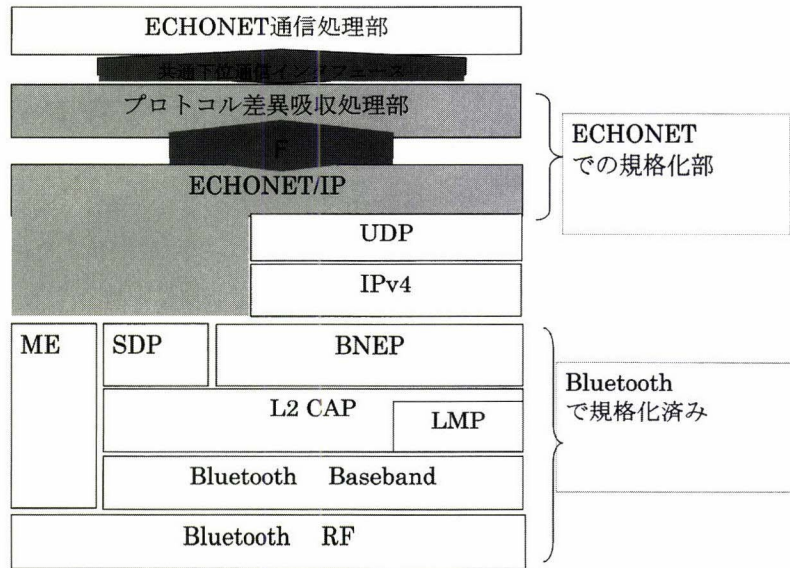 ECHONET通信処理部
共通下位通信インタフェース
プロトコル差異吸収処理部
F
ECHONET/IP
ECHONET
での規格化部
UDP
IPv4
ME
SDP
BNEP
L2 CAP
LMP
Bluetooth
で規格化済み
Bluetooth Baseband
Bluetooth RF